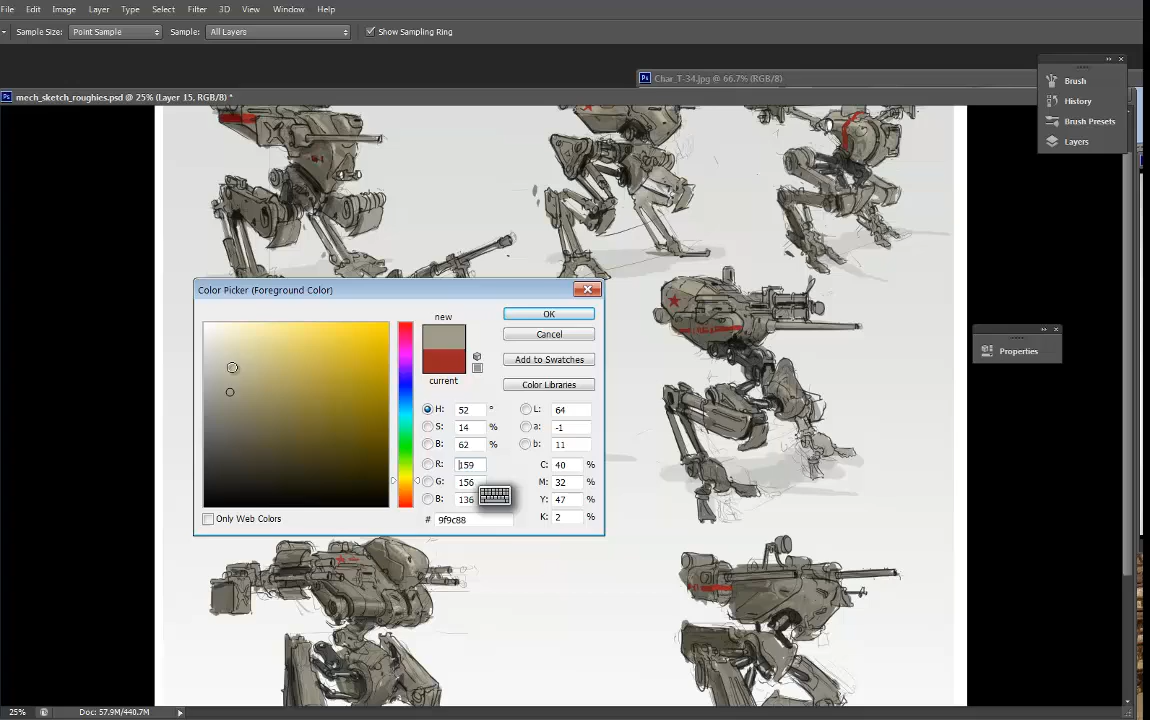 File Edit Image Layer Type Select Filter 3D View Window Help
Sample Size: Point Sample Sample: All Layers Show Sampling Ring
Ps Char_T-34.jpg @ 66.7% (RGB/8)
Ps mech_sketch_roughies.psd @ 25% (Layer 15, RGB/8) *
Brush
History
Brush Presets
Layers
Properties
Color Picker (Foreground Color)
new
current
OK
Cancel
Add to Swatches
Color Libraries
H: 52 ° L: 64
S: 14 % a: -1
B: 62 % b: 11
R: 159 C: 40 %
G: 156 M: 32 %
B: 136 Y: 47 %
# 9f9c88 K: 2 %
Only Web Colors
25% Doc: 57.9M/440.7M